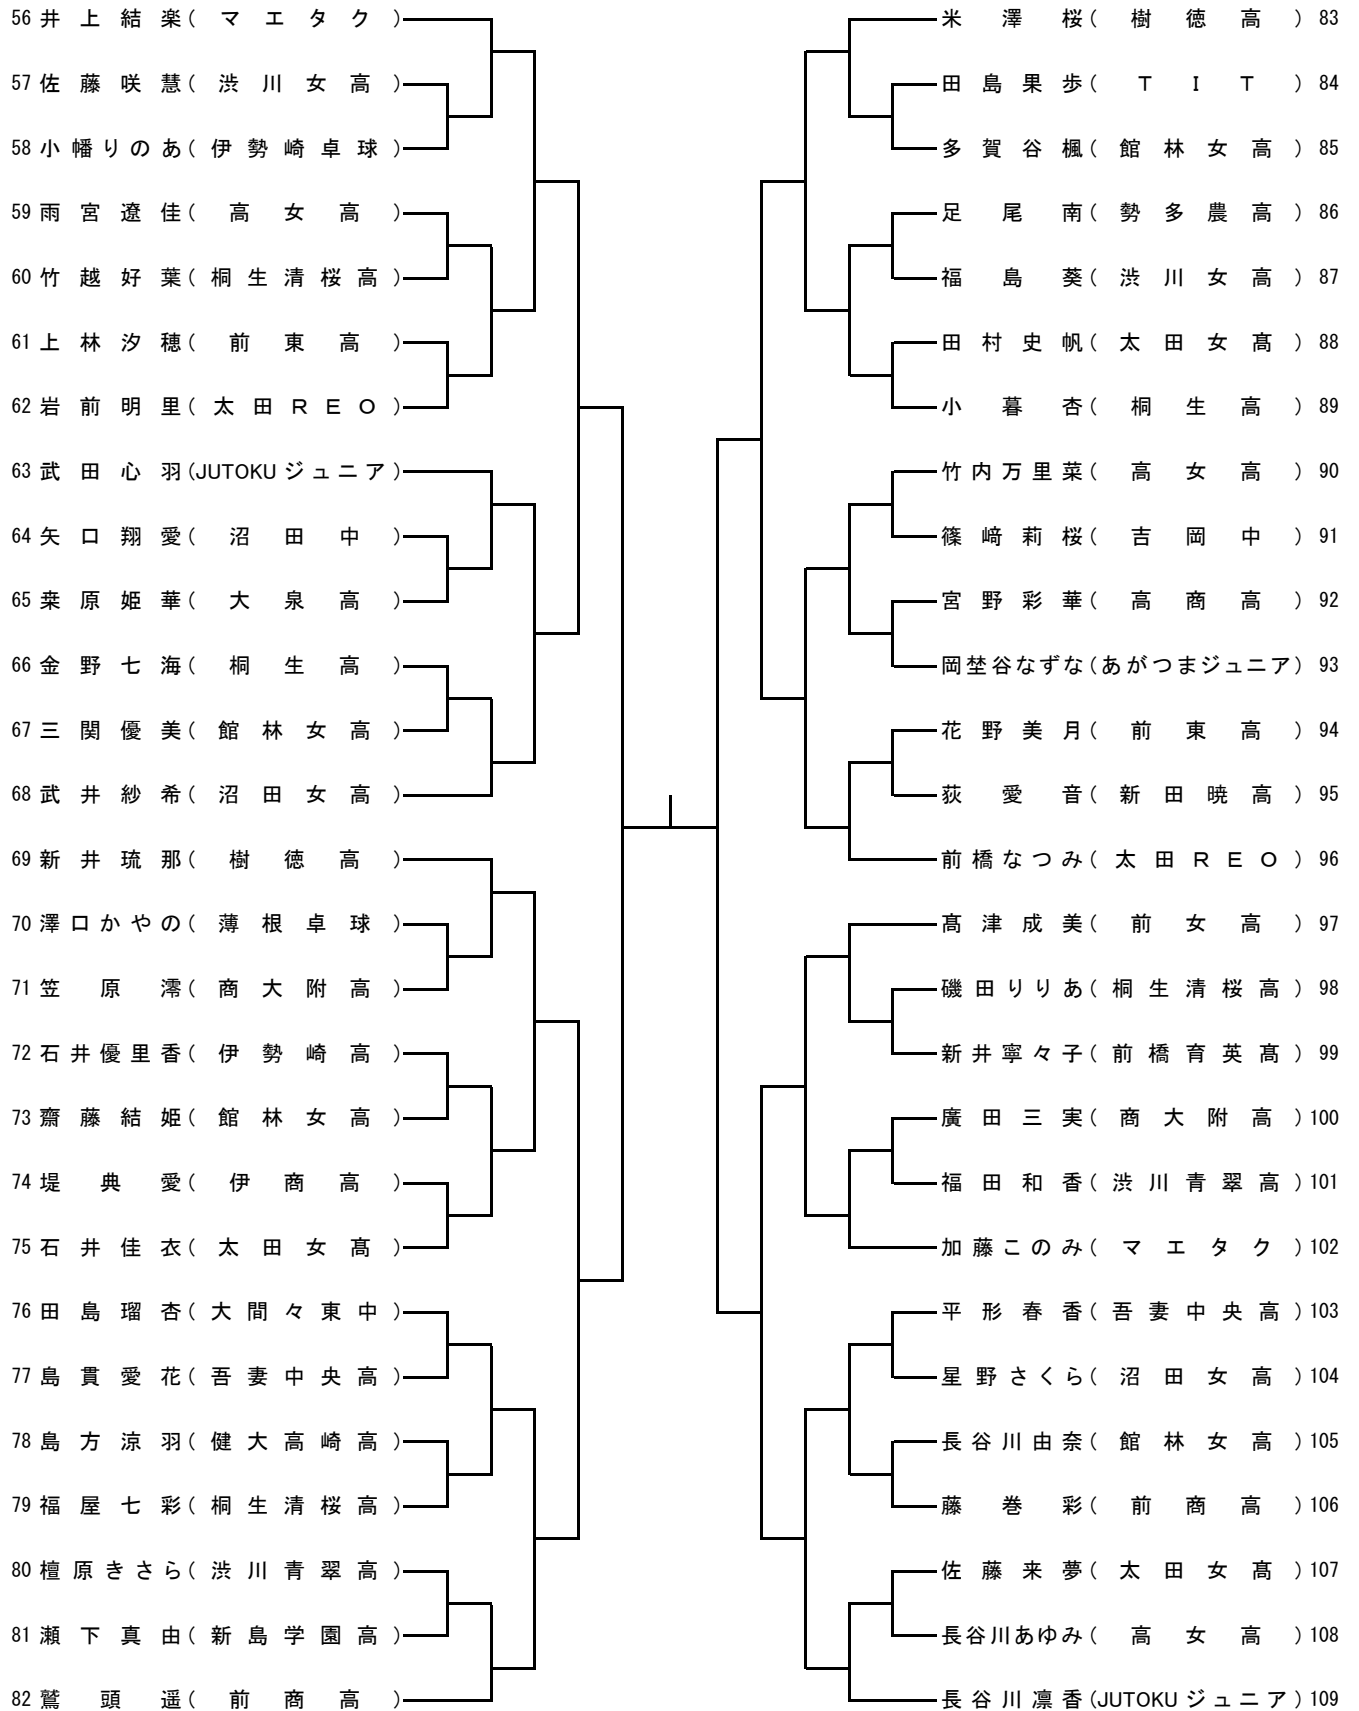 56 井上結楽(マエタク)
57 佐藤咲慧(渋川女高)
58 小幡りのあ(伊勢崎卓球)
59 雨宮遼佳(高女高)
60 竹越好葉(桐生清桜高)
61 上林汐穂(前東高)
62 岩前明里(太田ＲＥＯ)
63 武田心羽(JUTOKUジュニア)
64 矢口翔愛(沼田中)
65 桒原姫華(大泉高)
66 金野七海(桐生高)
67 三関優美(館林女高)
68 武井紗希(沼田女高)
69 新井琉那(樹徳高)
70 澤口かやの(薄根卓球)
71 笠原澪(商大附高)
72 石井優里香(伊勢崎高)
73 齋藤結姫(館林女高)
74 堤典愛(伊商高)
75 石井佳衣(太田女髙)
76 田島瑠杏(大間々東中)
77 島貫愛花(吾妻中央高)
78 島方涼羽(健大高崎高)
79 福屋七彩(桐生清桜高)
80 檀原きさら(渋川青翠高)
81 瀬下真由(新島学園高)
82 鷲頭遥(前商高)
米澤桜(樹徳高) 83
田島果歩(ＴＩＴ) 84
多賀谷楓(館林女高) 85
足尾南(勢多農高) 86
福島葵(渋川女高) 87
田村史帆(太田女髙) 88
小暮杏(桐生高) 89
竹内万里菜(高女高) 90
篠﨑莉桜(吉岡中) 91
宮野彩華(高商高) 92
岡埜谷なずな(あがつまジュニア) 93
花野美月(前東高) 94
荻愛音(新田暁高) 95
前橋なつみ(太田ＲＥＯ) 96
髙津成美(前女高) 97
磯田りりあ(桐生清桜高) 98
新井寧々子(前橋育英髙) 99
廣田三実(商大附高) 100
福田和香(渋川青翠高) 101
加藤このみ(マエタク) 102
平形春香(吾妻中央高) 103
星野さくら(沼田女高) 104
長谷川由奈(館林女高) 105
藤巻彩(前商高) 106
佐藤来夢(太田女髙) 107
長谷川あゆみ(高女高) 108
長谷川凛香(JUTOKUジュニア) 109